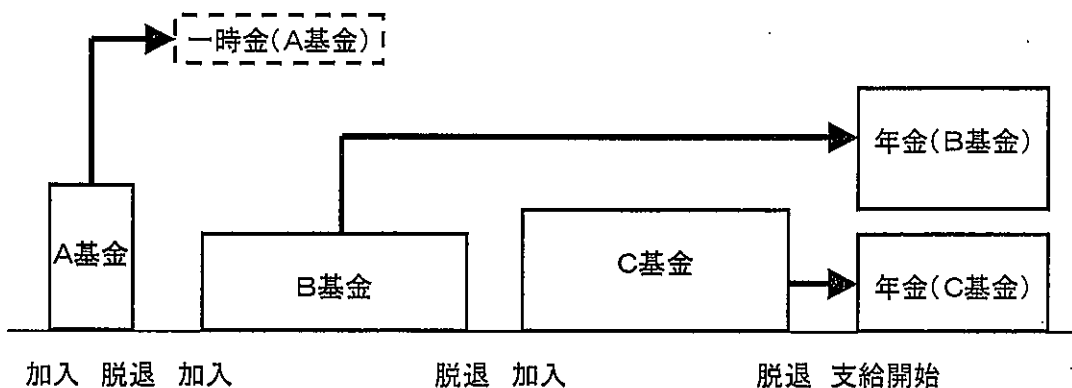 一時金(A基金)
年金(B基金)
A基金
B基金
C基金
年金(C基金)
加入 脱退 加入 脱退 加入 脱退 支給開始